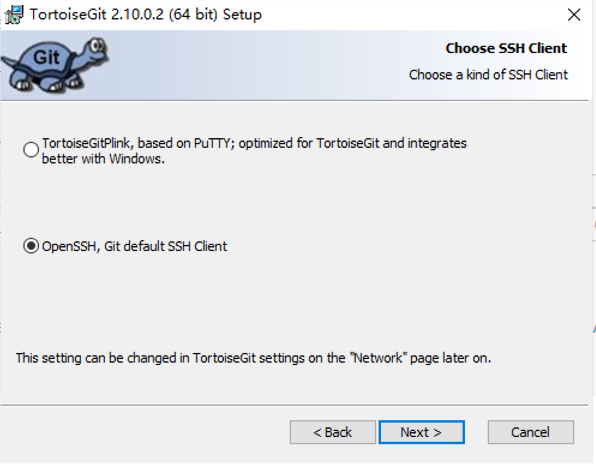 TortoiseGit 2.10.0.2 (64 bit) Setup
Git
Choose SSH Client
Choose a kind of SSH Client
TortoiseGitPlink, based on PuTTY; optimized for TortoiseGit and integrates
better with Windows.
OpenSSH, Git default SSH Client
This setting can be changed in TortoiseGit settings on the "Network" page later on.
< Back
Next >
Cancel